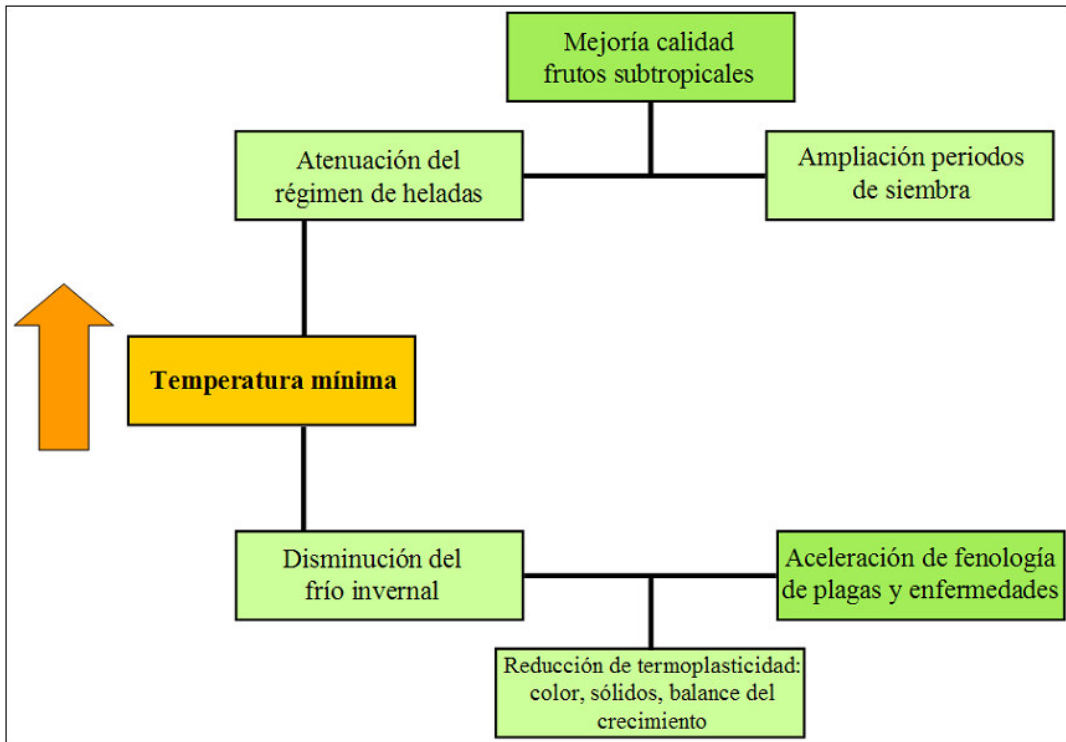 Mejoría calidad
frutos subtropicales
Atenuación del
régimen de heladas
Ampliación periodos
de siembra
Temperatura mínima
Disminución del
frío invernal
Aceleración de fenología
de plagas y enfermedades
Reducción de termoplasticidad:
color, sólidos, balance del
crecimiento